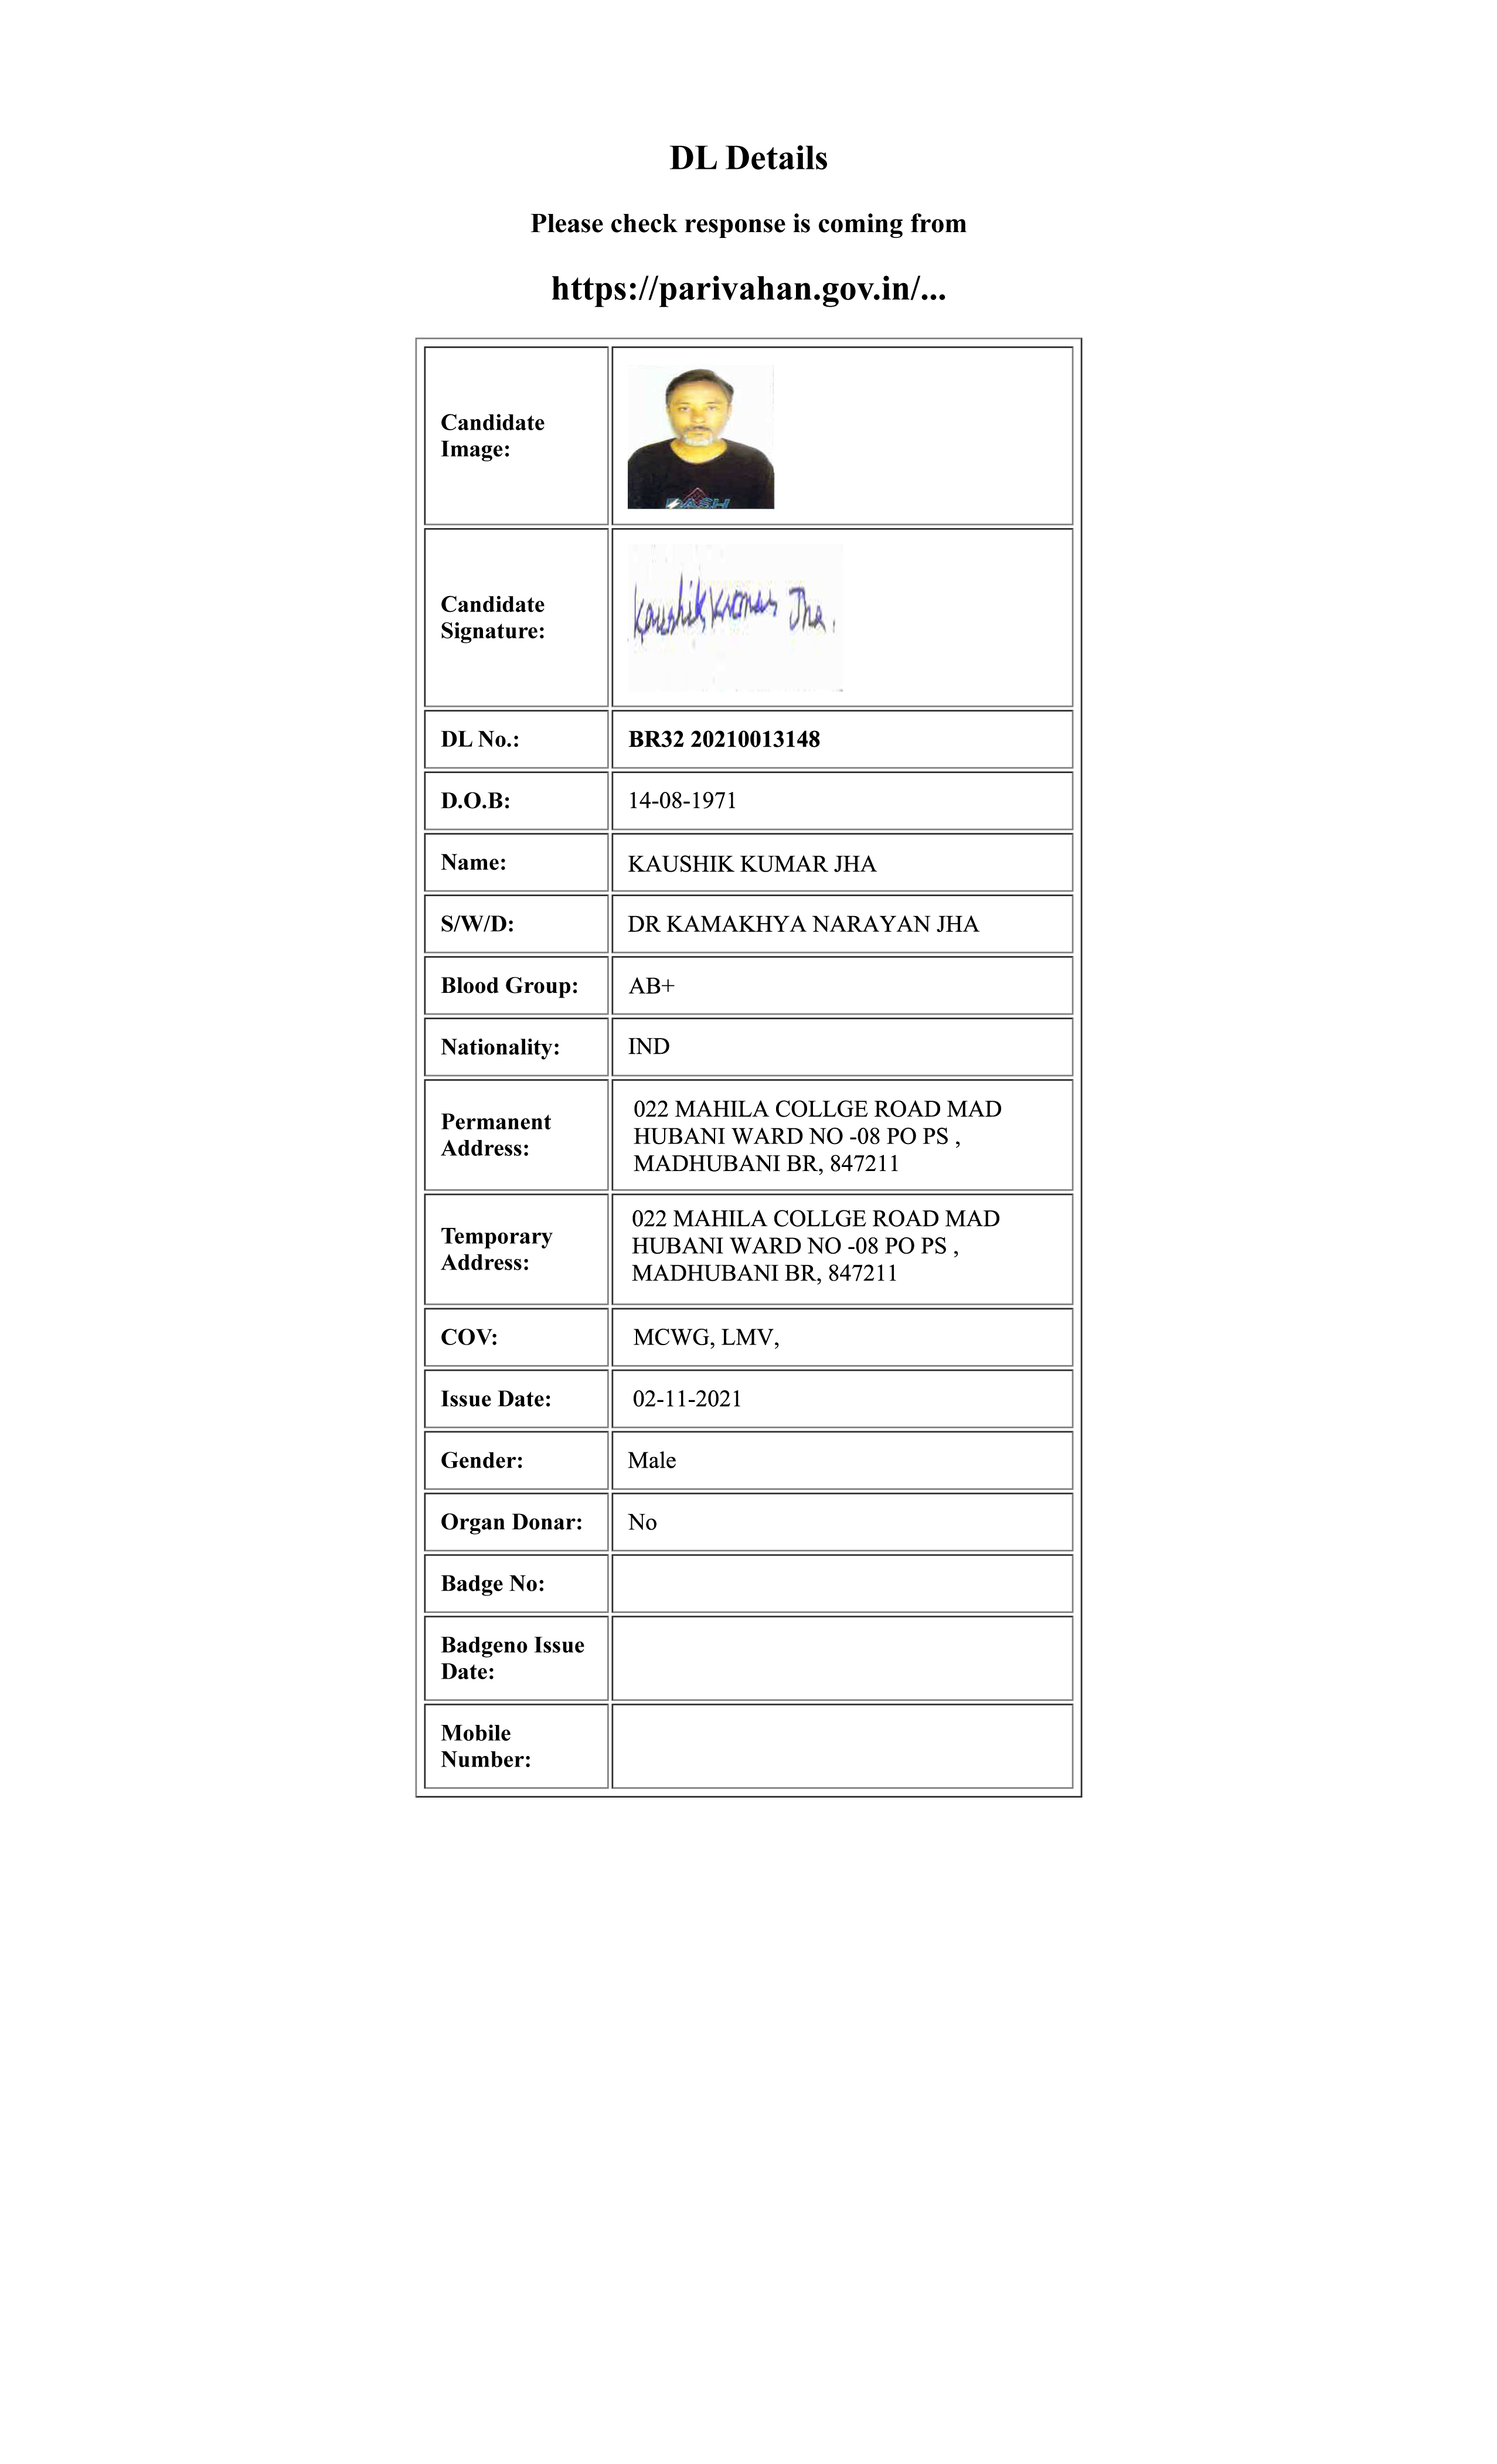 DL Details
Please check response is coming from
https://parivahan.gov.in/...
Candidate
Image:
DASH
Candidate
Signature:
Kaushik Kumar Jha.
DL No.: BR32 20210013148
D.O.B: 14-08-1971
Name: KAUSHIK KUMAR JHA
S/W/D: DR KAMAKHYA NARAYAN JHA
Blood Group: AB+
Nationality: IND
Permanent
Address:
022 MAHILA COLLGE ROAD MAD
HUBANI WARD NO -08 PO PS ,
MADHUBANI BR, 847211
Temporary
Address:
022 MAHILA COLLGE ROAD MAD
HUBANI WARD NO -08 PO PS ,
MADHUBANI BR, 847211
COV: MCWG, LMV,
Issue Date: 02-11-2021
Gender: Male
Organ Donar: No
Badge No:
Badgeno Issue
Date:
Mobile
Number: